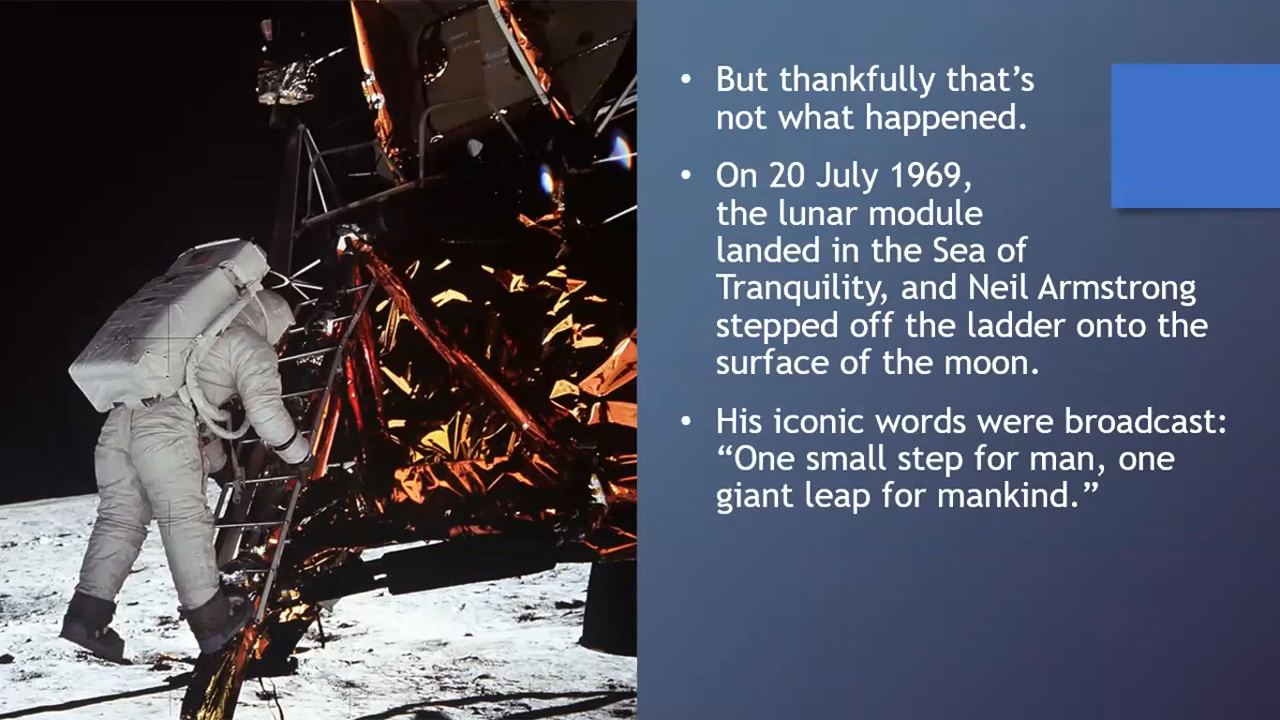 • But thankfully that’s
not what happened.
• On 20 July 1969,
the lunar module
landed in the Sea of
Tranquility, and Neil Armstrong
stepped off the ladder onto the
surface of the moon.
• His iconic words were broadcast:
“One small step for man, one
giant leap for mankind.”